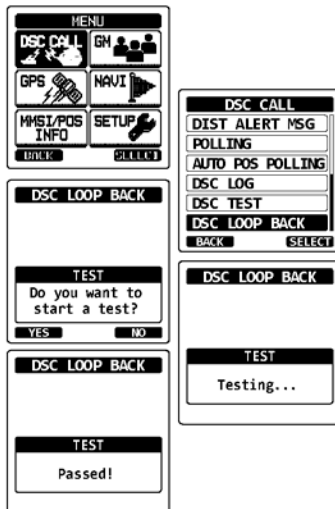 MENU
DSC CALL
GM
GPS
NAVI
MMSI/POS
INFO
SETUP
BACK
SELECT
DSC CALL
DIST ALERT MSG
POLLING
AUTO POS POLLING
DSC LOG
DSC TEST
DSC LOOP BACK
BACK
SELECT
DSC LOOP BACK
TEST
Do you want to
start a test?
YES
NO
DSC LOOP BACK
TEST
Testing...
DSC LOOP BACK
TEST
Passed!